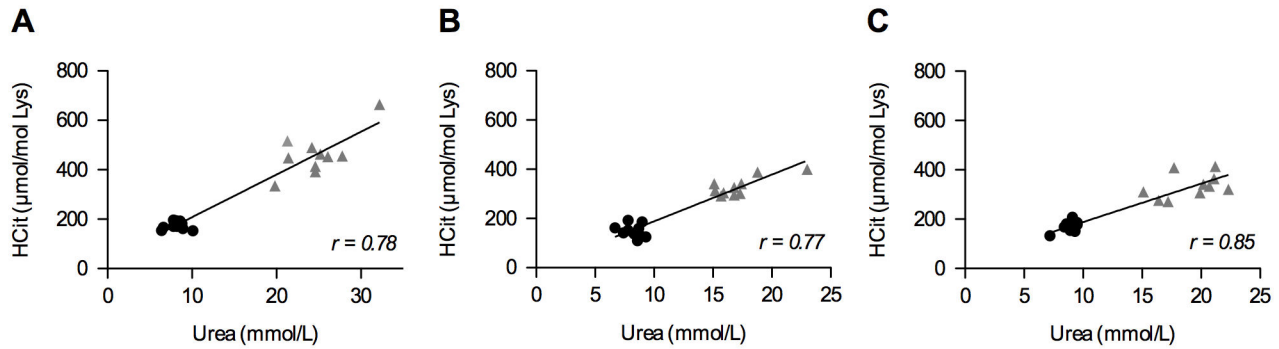 A
HCit (µmol/mol Lys)
800
600
400
200
0
0 10 20 30
Urea (mmol/L)
r = 0.78
B
HCit (µmol/mol Lys)
800
600
400
200
0
0 5 10 15 20 25
Urea (mmol/L)
r = 0.77
C
HCit (µmol/mol Lys)
800
600
400
200
0
0 5 10 15 20 25
Urea (mmol/L)
r = 0.85